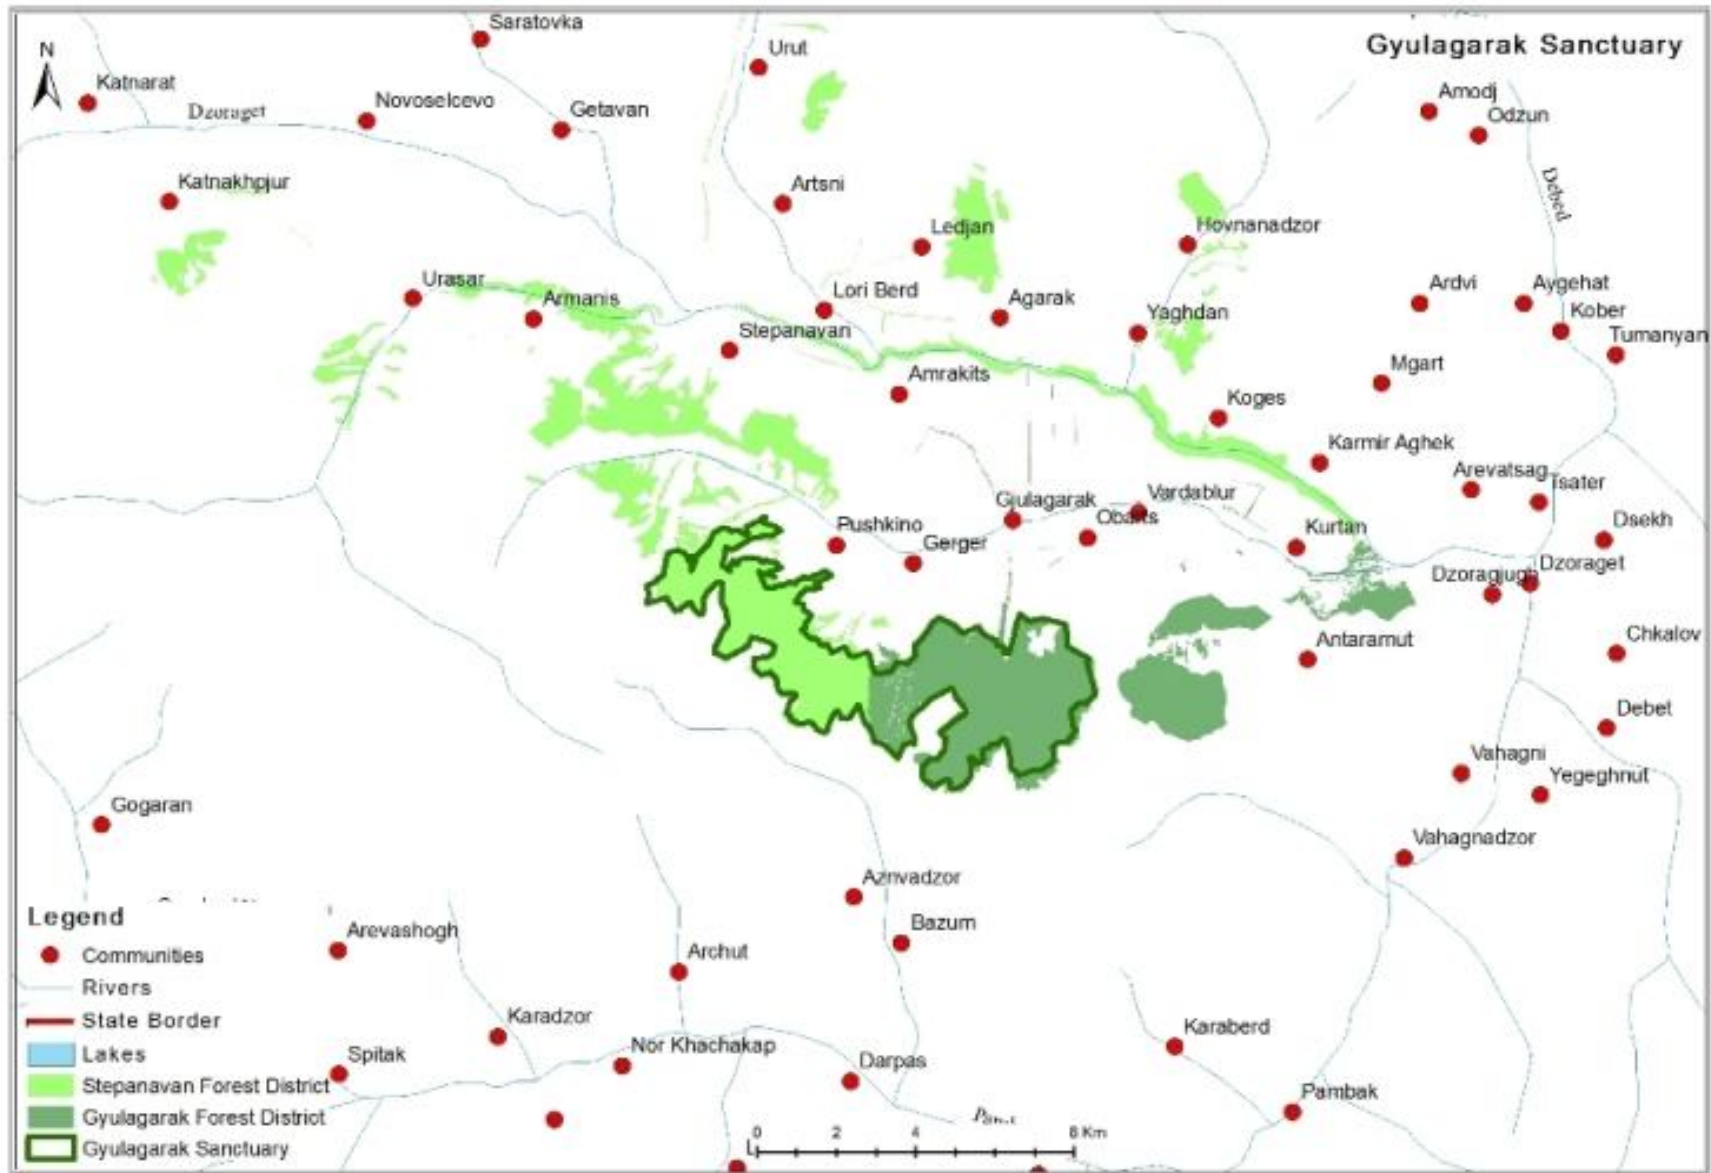 Saratovka
Gyulagarak Sanctuary
Urut
N
Katnarat
Amodj
Novoselcevo
Dzoraget
Getavan
Odzun
Katnakhpjur
Artsni
Debed
Ledjan
Hovnanadzor
Urasar
Armanis
Lori Berd
Agarak
Ardvi
Aygehat
Yaghdan
Kober
Stepanavan
Tumanyan
Amrakits
Mgart
Koges
Karmir Aghek
Arevatsag
Tsater
Giulagarak
Vardablur
Obarts
Pushkino
Kurtan
Dsekh
Gerger
Dzoragjugh
Dzoraget
Antaramut
Chkalov
Debet
Vahagni
Yegeghnut
Gogaran
Vahagnadzor
Aznvadzor
Bazum
Arevashogh
Archut
Karadzor
Karaberd
Spitak
Nor Khachakap
Darpas
Pambak
Legend
Communities
Rivers
State Border
Lakes
Stepanavan Forest District
Gyulagarak Forest District
Gyulagarak Sanctuary
0 2 4 8 Km